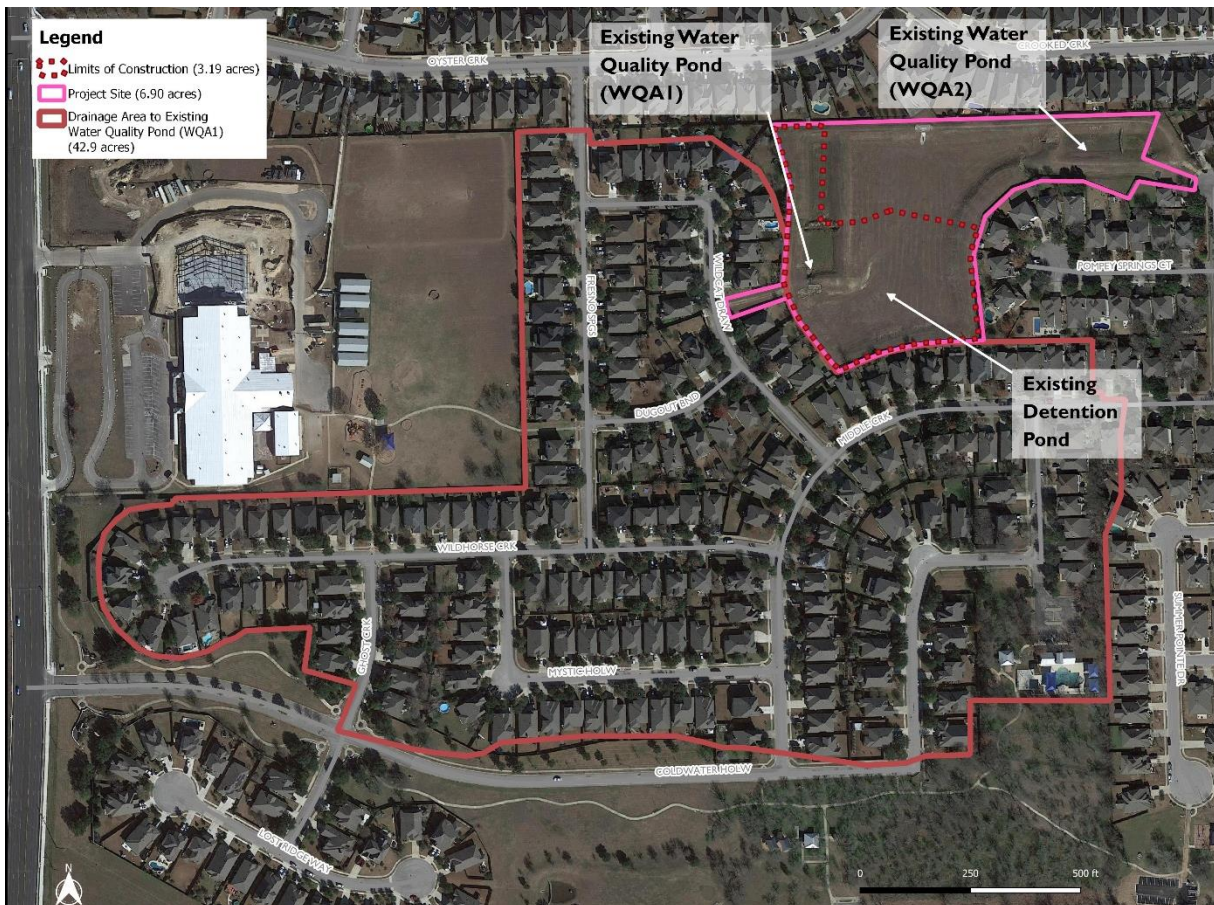 Legend
Limits of Construction (3.19 acres)
Project Site (6.90 acres)
Drainage Area to Existing
Water Quality Pond (WQA1)
(42.9 acres)
Existing Water
Quality Pond
(WQA1)
Existing Water
Quality Pond
(WQA2)
OYSTER CRK
CROOKED CRK
FRESNO SPGS
WILDCAT DRAW
POMPEY SPRINGS CT
Existing
Detention
Pond
DUGOUT BND
MIDDLE CRK
WILDHORSE CRK
GHOST CRK
MYSTIC HOLW
SUMMER POINTE DR
COLDWATER HOLW
LOST RIDGE WAY
N
0 250 500 ft